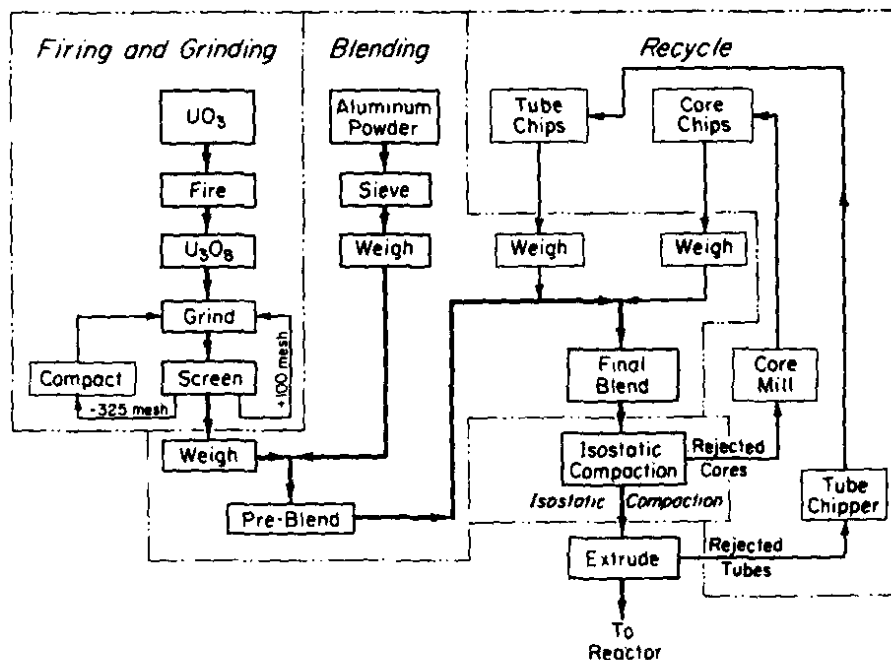 Firing and Grinding
Blending
Recycle
UO3
Aluminum
Powder
Tube
Chips
Core
Chips
Fire
Sieve
U3O8
Weigh
Weigh
Weigh
Grind
Compact
Screen
+100 mesh
-325 mesh
Final
Blend
Core
Mill
Weigh
Isostatic
Compaction
Rejected
Cores
Pre-Blend
Isostatic Compaction
Tube
Chipper
Extrude
Rejected
Tubes
To
Reactor